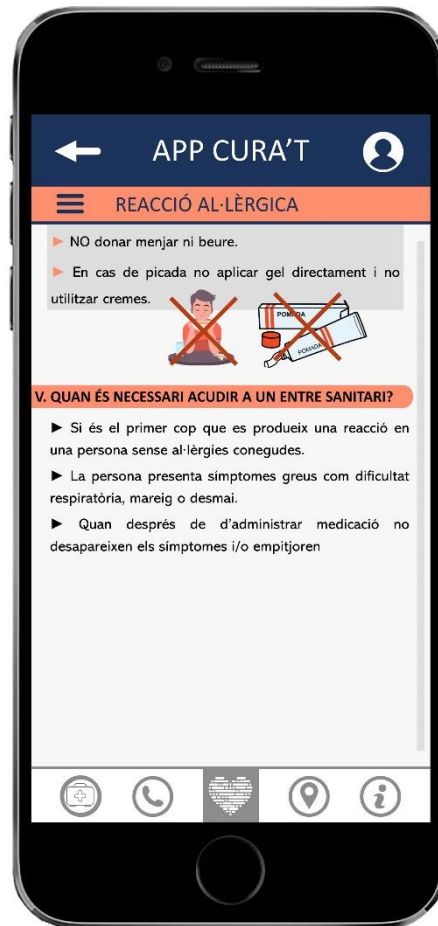 APP CURA'T
REACCIÓ AL·LÈRGICA
► NO donar menjar ni beure.
► En cas de picada no aplicar gel directament i no
utilitzar cremes.
POMADA
POMADA
V. QUAN ÉS NECESSARI ACUDIR A UN ENTRE SANITARI?
► Si és el primer cop que es produeix una reacció en
una persona sense al·lèrgies conegudes.
► La persona presenta símptomes greus com dificultat
respiratòria, mareig o desmai.
► Quan després de d'administrar medicació no
desapareixen els símptomes i/o empitjoren